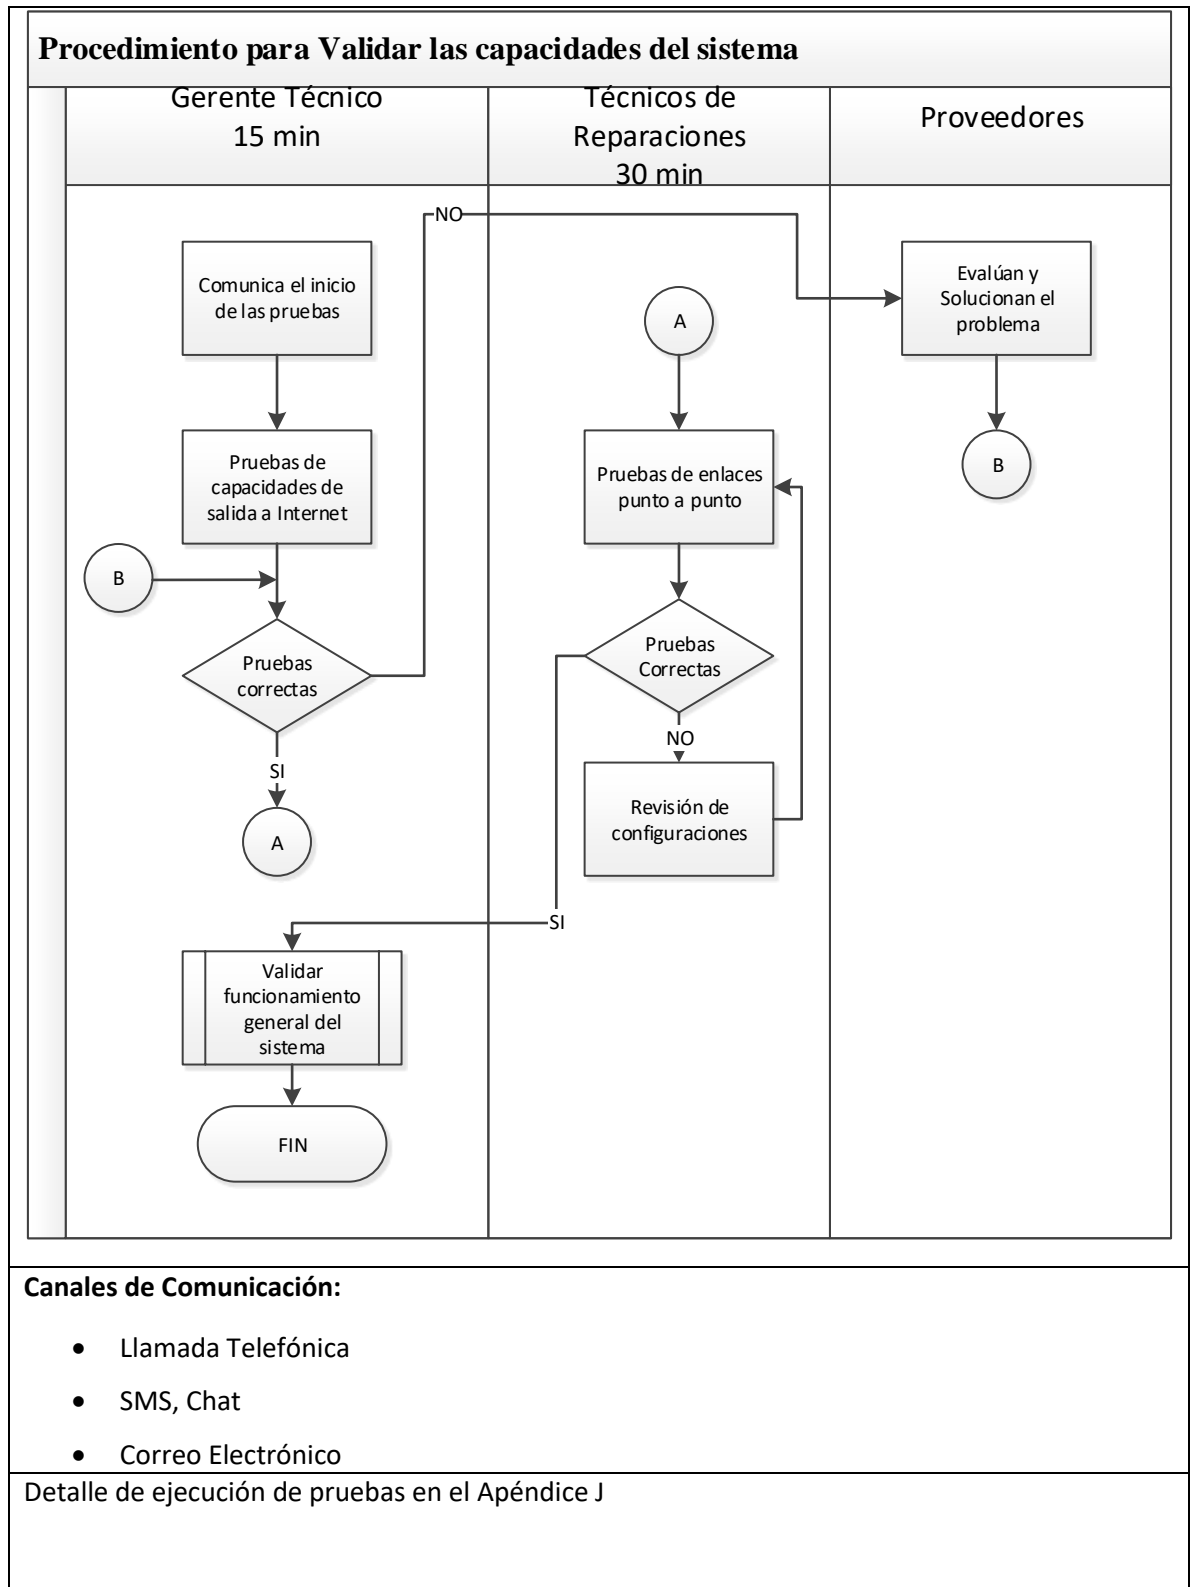 Procedimiento para Validar las capacidades del sistema
Gerente Técnico
15 min
Técnicos de
Reparaciones
30 min
Proveedores
NO
Comunica el inicio
de las pruebas
Pruebas de
capacidades de
salida a Internet
B
Pruebas
correctas
SI
A
Validar
funcionamiento
general del
sistema
FIN
A
Pruebas de enlaces
punto a punto
Pruebas
Correctas
NO
Revisión de
configuraciones
SI
Evalúan y
Solucionan el
problema
B
Canales de Comunicación:
• Llamada Telefónica
• SMS, Chat
• Correo Electrónico
Detalle de ejecución de pruebas en el Apéndice J